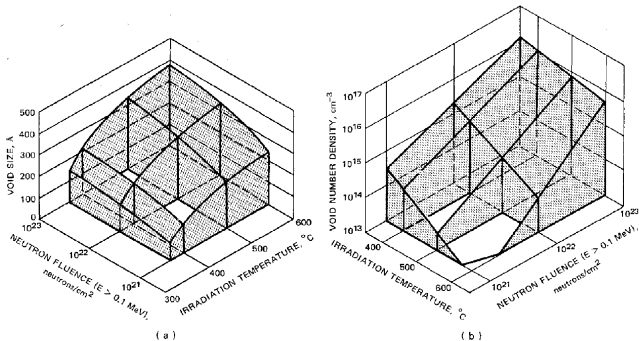 500
400
300
200
100
0
VOID SIZE, Å
10²³
10²²
10²¹
NEUTRON FLUENCE (E > 0.1 MeV),
neutrons/cm²
300
400
500
600
IRRADIATION TEMPERATURE, °C
( a )
10¹⁷
10¹⁶
10¹⁵
10¹⁴
10¹³
VOID NUMBER DENSITY, cm⁻³
400
500
600
IRRADIATION TEMPERATURE, °C
10²¹
10²²
10²³
NEUTRON FLUENCE (E > 0.1 MeV),
neutrons/cm²
( b )